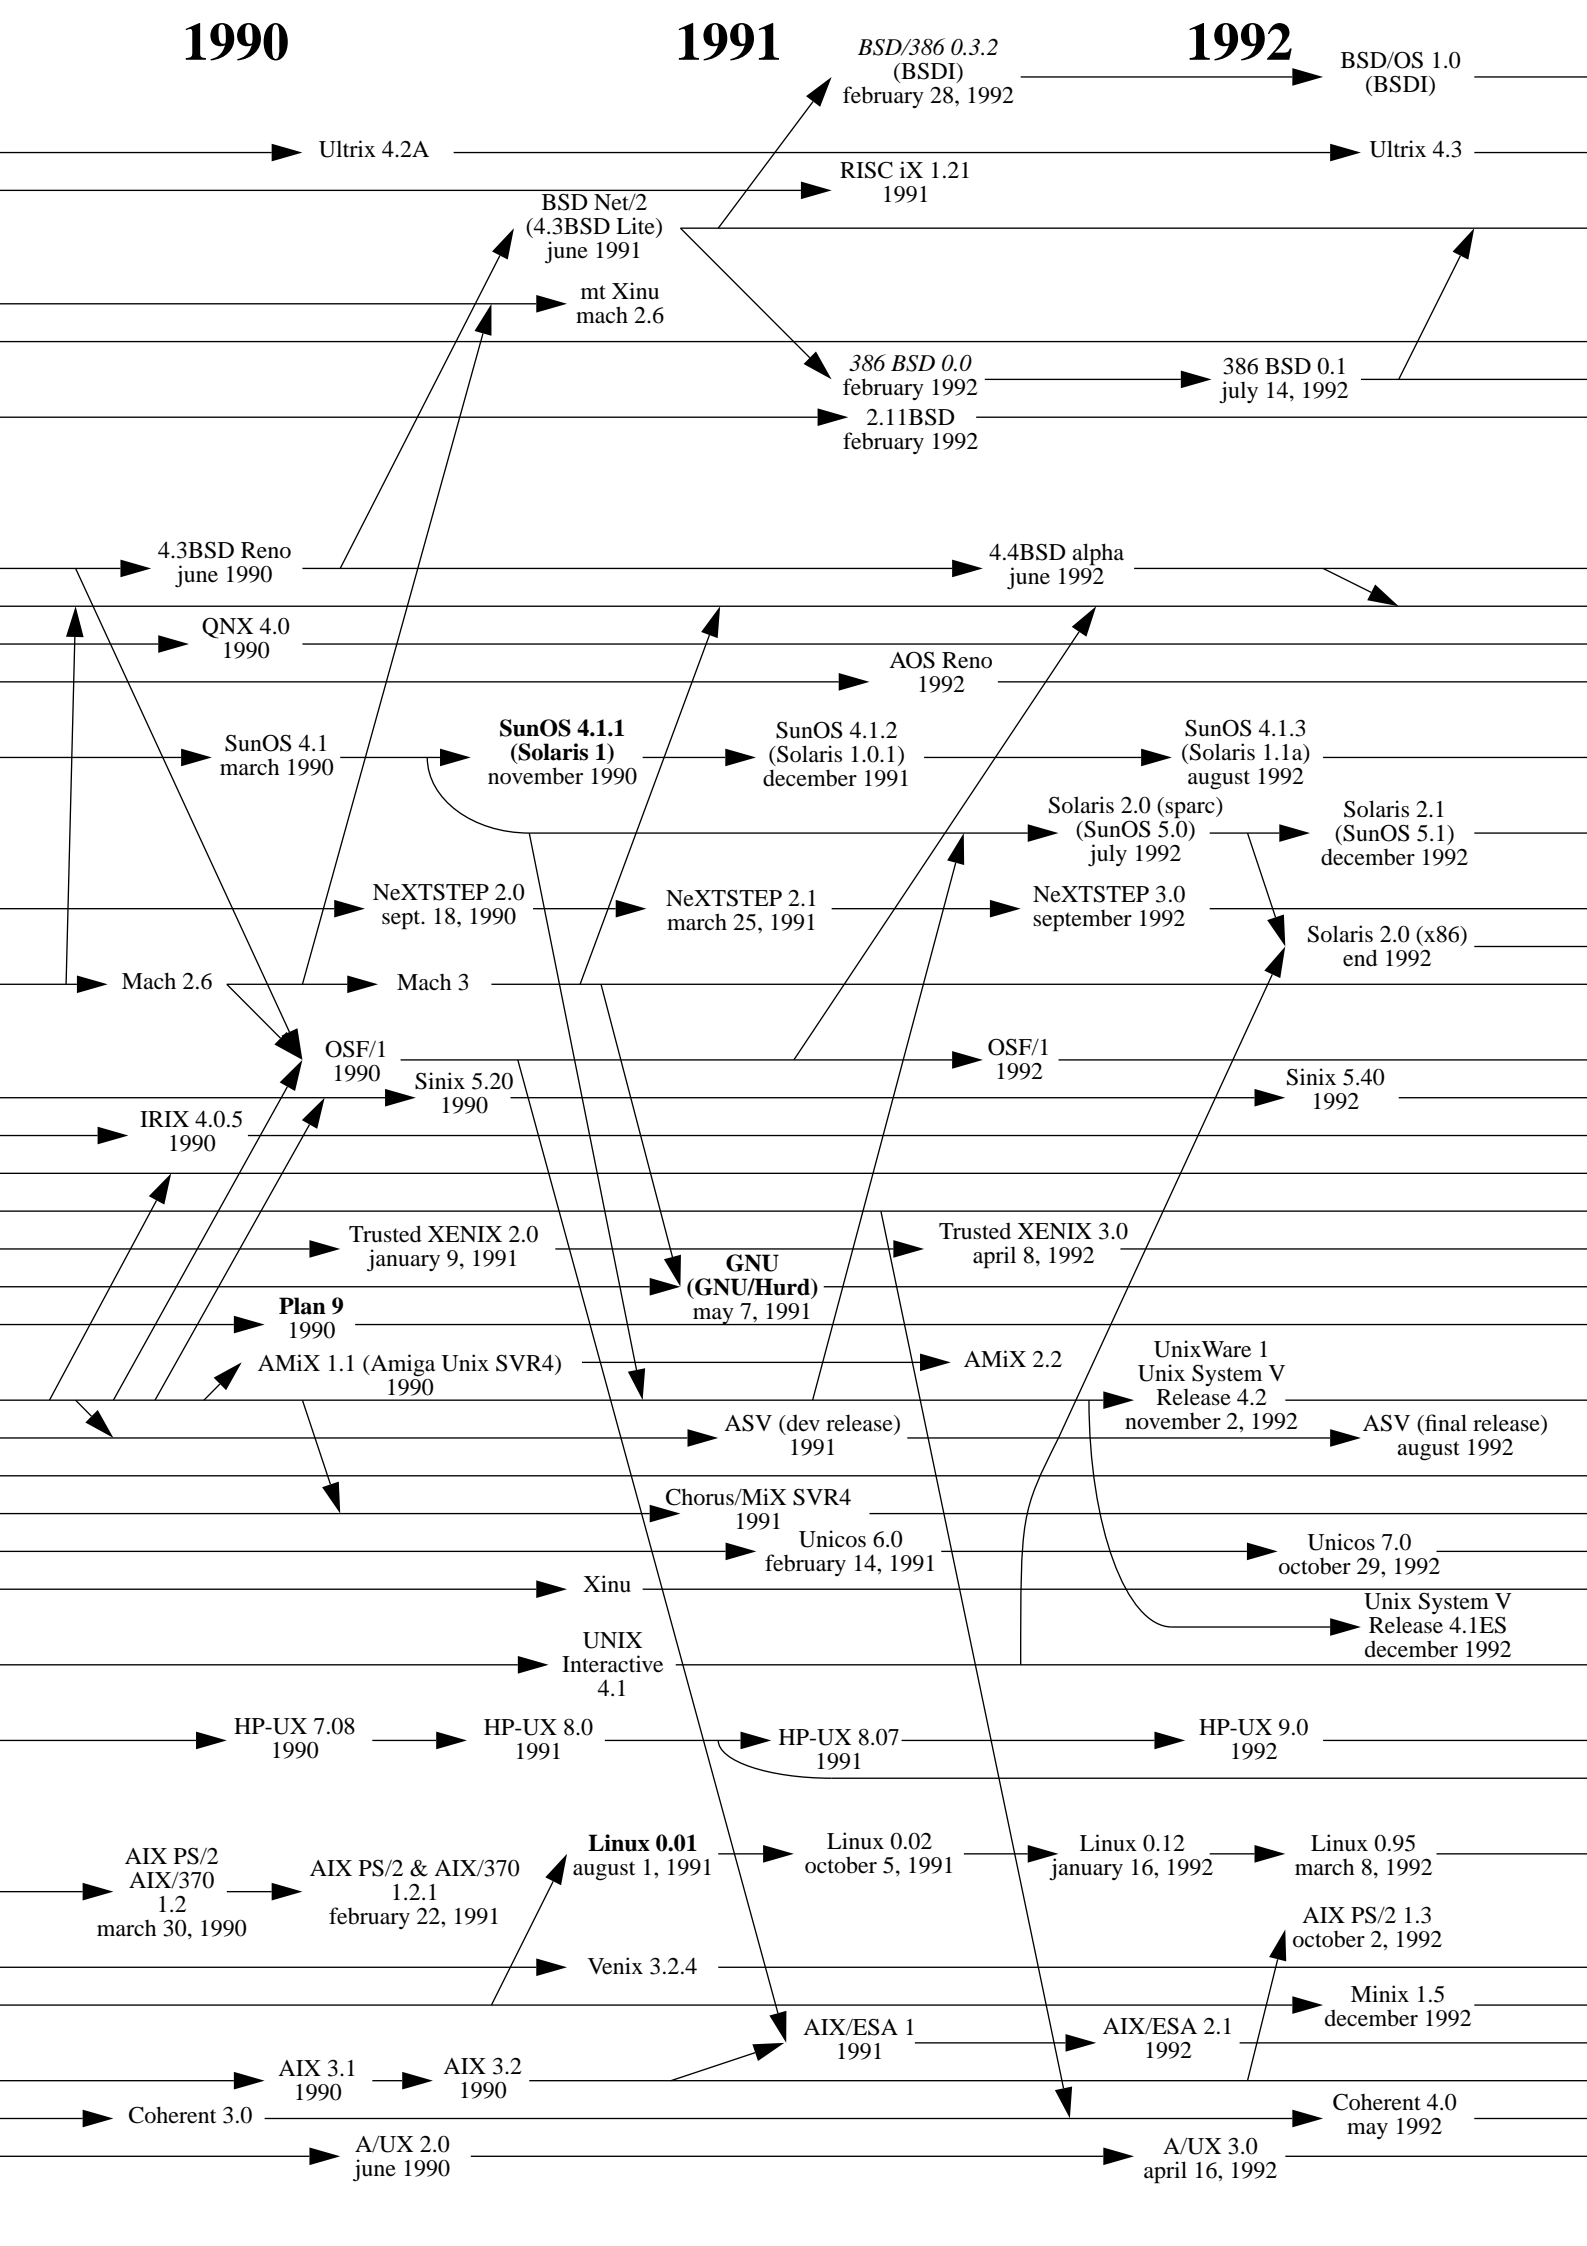 1990
1991
1992
BSD/386 0.3.2
(BSDI)
february 28, 1992
BSD/OS 1.0
(BSDI)
Ultrix 4.2A
Ultrix 4.3
RISC iX 1.21
1991
BSD Net/2
(4.3BSD Lite)
june 1991
mt Xinu
mach 2.6
386 BSD 0.0
february 1992
386 BSD 0.1
july 14, 1992
2.11BSD
february 1992
4.3BSD Reno
june 1990
4.4BSD alpha
june 1992
QNX 4.0
1990
AOS Reno
1992
SunOS 4.1
march 1990
SunOS 4.1.1
(Solaris 1)
november 1990
SunOS 4.1.2
(Solaris 1.0.1)
december 1991
SunOS 4.1.3
(Solaris 1.1a)
august 1992
Solaris 2.0 (sparc)
(SunOS 5.0)
july 1992
Solaris 2.1
(SunOS 5.1)
december 1992
NeXTSTEP 2.0
sept. 18, 1990
NeXTSTEP 2.1
march 25, 1991
NeXTSTEP 3.0
september 1992
Solaris 2.0 (x86)
end 1992
Mach 2.6
Mach 3
OSF/1
1990
OSF/1
1992
Sinix 5.20
1990
Sinix 5.40
1992
IRIX 4.0.5
1990
Trusted XENIX 2.0
january 9, 1991
Trusted XENIX 3.0
april 8, 1992
GNU
(GNU/Hurd)
may 7, 1991
Plan 9
1990
AMiX 1.1 (Amiga Unix SVR4)
1990
AMiX 2.2
UnixWare 1
Unix System V
Release 4.2
november 2, 1992
ASV (dev release)
1991
ASV (final release)
august 1992
Chorus/MiX SVR4
1991
Unicos 6.0
february 14, 1991
Unicos 7.0
october 29, 1992
Xinu
Unix System V
Release 4.1ES
december 1992
UNIX
Interactive
4.1
HP-UX 7.08
1990
HP-UX 8.0
1991
HP-UX 8.07
1991
HP-UX 9.0
1992
Linux 0.01
august 1, 1991
Linux 0.02
october 5, 1991
Linux 0.12
january 16, 1992
Linux 0.95
march 8, 1992
AIX PS/2
AIX/370
1.2
march 30, 1990
AIX PS/2 & AIX/370
1.2.1
february 22, 1991
AIX PS/2 1.3
october 2, 1992
Venix 3.2.4
Minix 1.5
december 1992
AIX/ESA 1
1991
AIX/ESA 2.1
1992
AIX 3.1
1990
AIX 3.2
1990
Coherent 3.0
Coherent 4.0
may 1992
A/UX 2.0
june 1990
A/UX 3.0
april 16, 1992